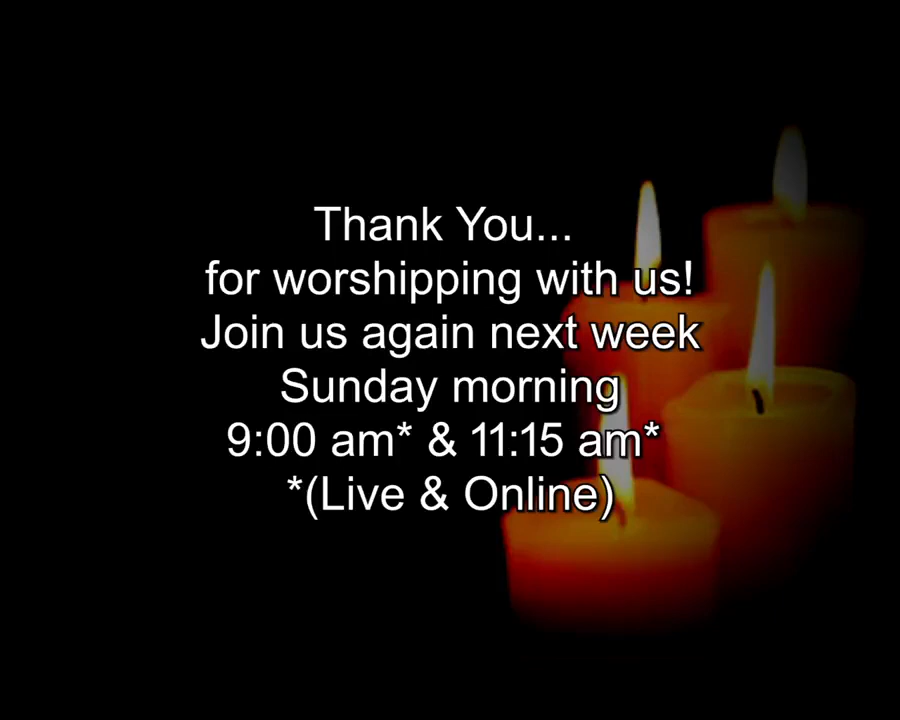 Thank You...
for worshipping with us!
Join us again next week
Sunday morning
9:00 am* & 11:15 am*
*(Live & Online)